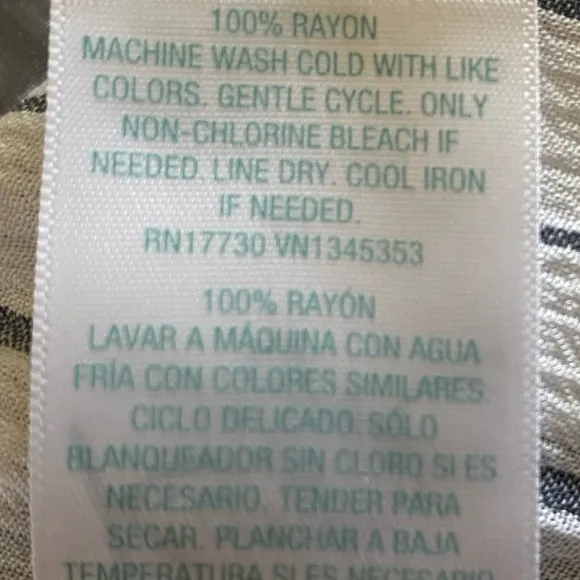 100% RAYON
MACHINE WASH COLD WITH LIKE
COLORS. GENTLE CYCLE. ONLY
NON-CHLORINE BLEACH IF
NEEDED. LINE DRY. COOL IRON
IF NEEDED.
RN17730 VN1345353
100% RAYÓN
LAVAR A MÁQUINA CON AGUA
FRÍA CON COLORES SIMILARES.
CICLO DELICADO. SÓLO
BLANQUEADOR SIN CLORO SI ES
NECESARIO. TENDER PARA
SECAR. PLANCHAR A BAJA
TEMPERATURA SI ES NECESARIO.